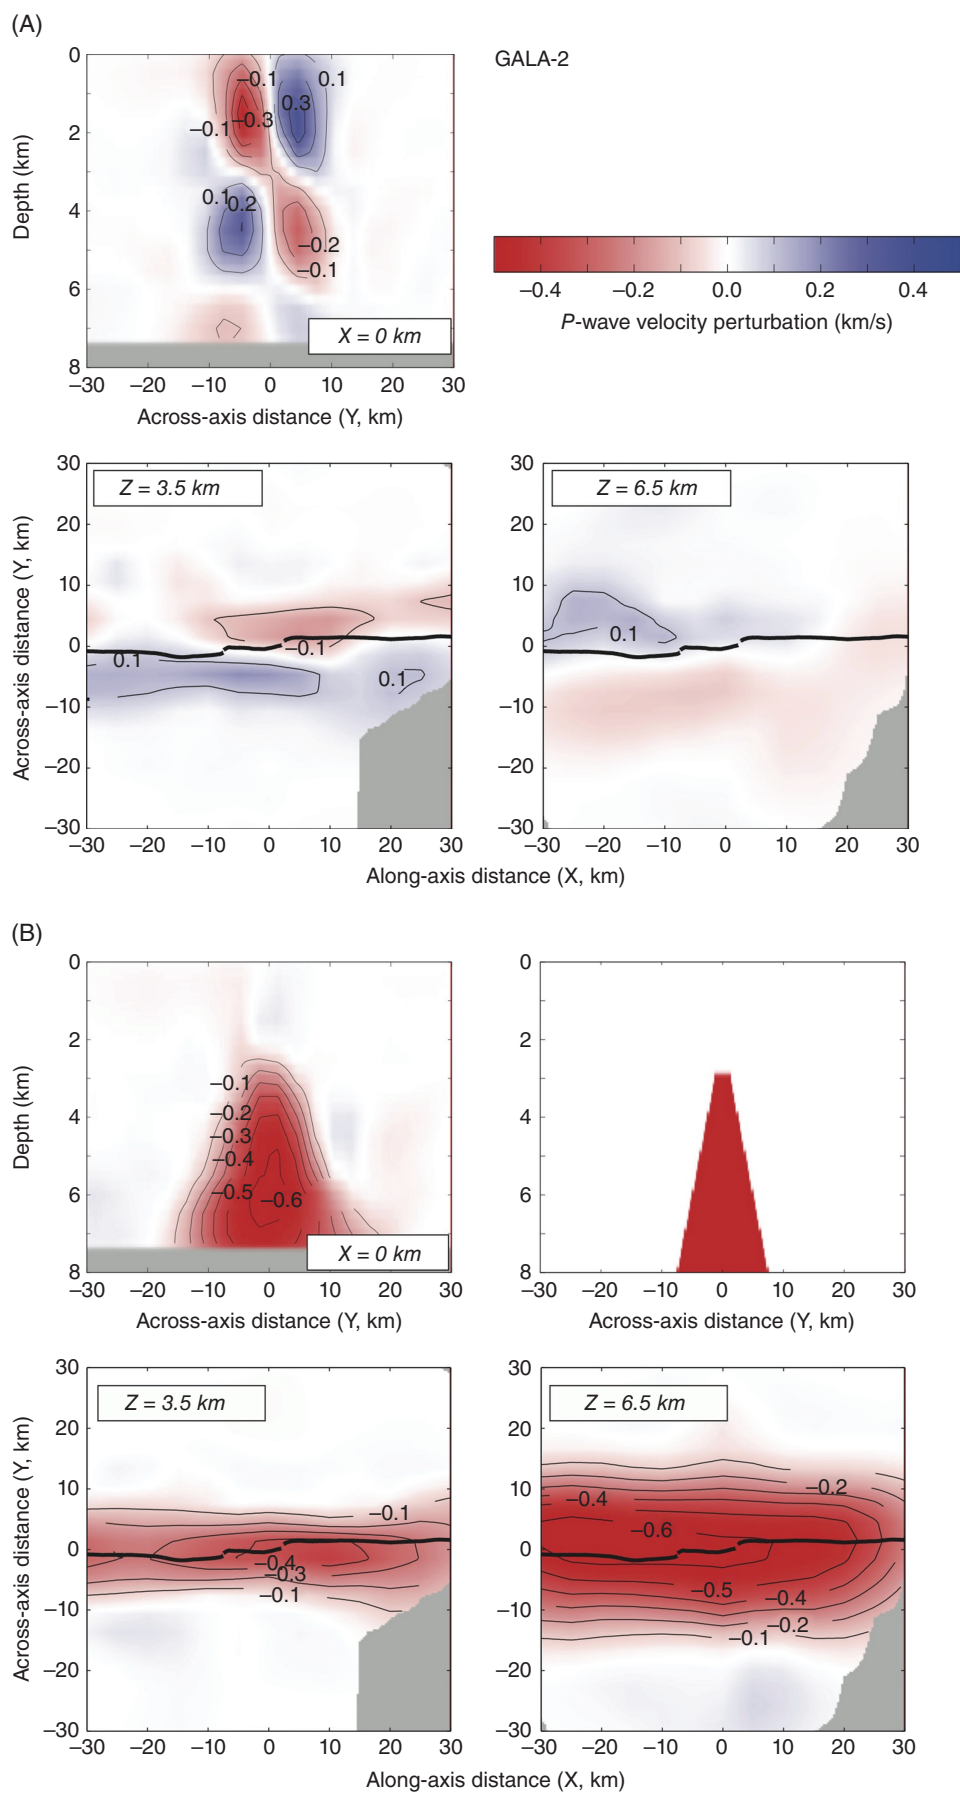 (A)
GALA-2
0
2
4
6
8
Depth (km)
−0.1
0.1
0.3
−0.3
−0.1
0.1
0.2
−0.2
−0.1
X = 0 km
−30 −20 −10 0 10 20 30
Across-axis distance (Y, km)
−0.4 −0.2 0.0 0.2 0.4
P-wave velocity perturbation (km/s)
30
20
10
0
−10
−20
−30
Across-axis distance (Y, km)
Z = 3.5 km
−0.1
0.1
0.1
−30 −20 −10 0 10 20 30
30
20
10
0
−10
−20
−30
Z = 6.5 km
0.1
−30 −20 −10 0 10 20 30
Along-axis distance (X, km)
(B)
0
2
4
6
8
Depth (km)
−0.1
−0.2
−0.3
−0.4
−0.5
−0.6
X = 0 km
−30 −20 −10 0 10 20 30
Across-axis distance (Y, km)
0
2
4
6
8
−30 −20 −10 0 10 20 30
Across-axis distance (Y, km)
30
20
10
0
−10
−20
−30
Across-axis distance (Y, km)
Z = 3.5 km
−0.1
−0.4
−0.3
−0.1
−30 −20 −10 0 10 20 30
30
20
10
0
−10
−20
−30
Z = 6.5 km
−0.2
−0.4
−0.6
−0.5
−0.4
−0.2
−0.1
−30 −20 −10 0 10 20 30
Along-axis distance (X, km)